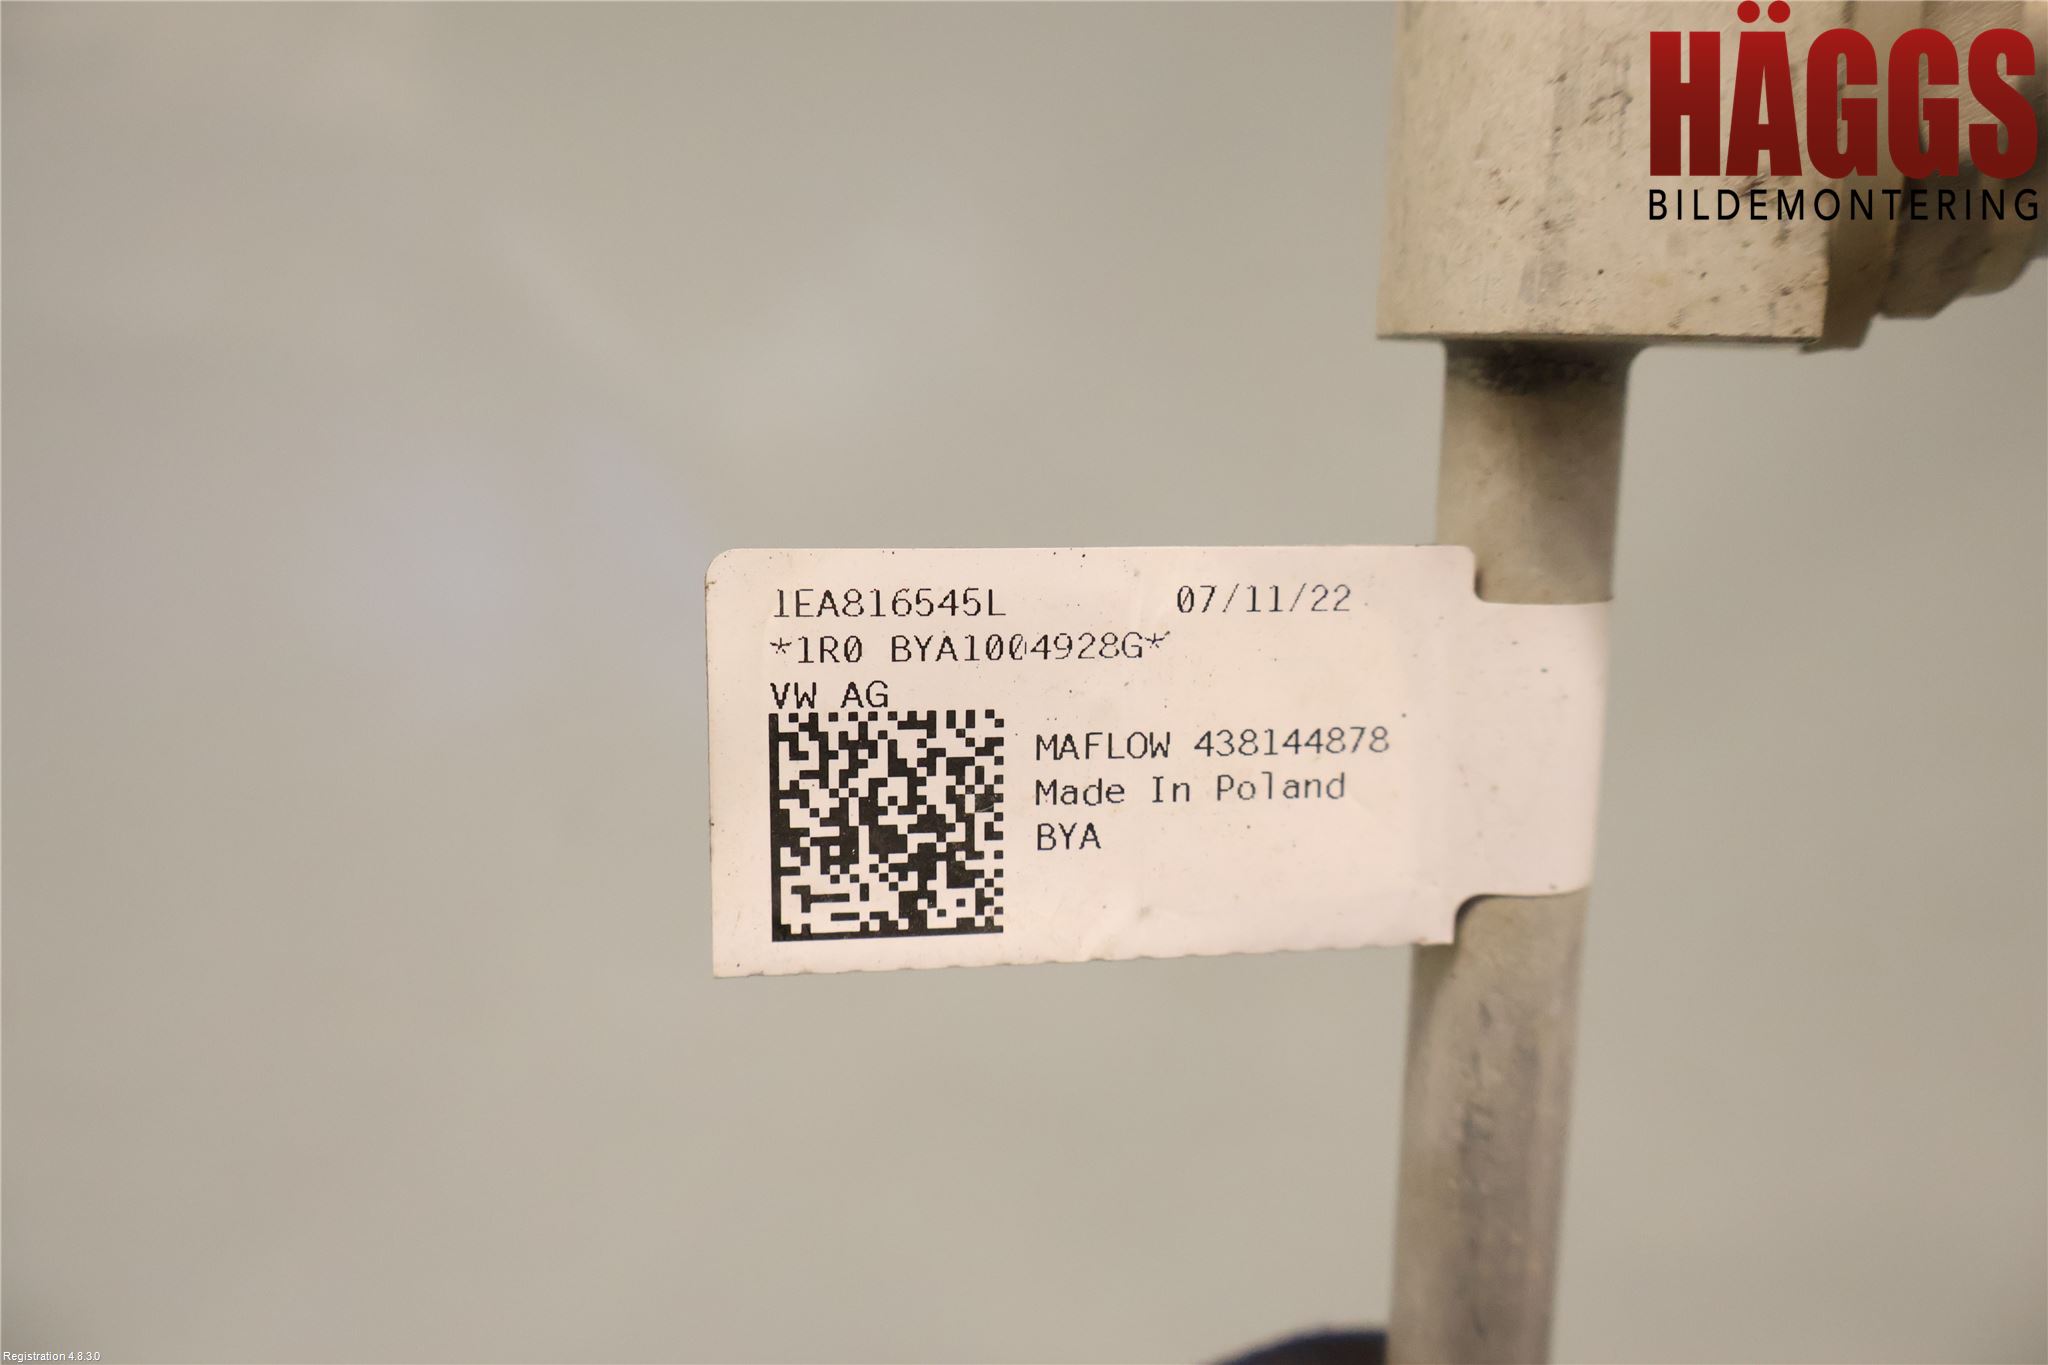 HÄGGS
BILDEMONTERING
1EA816545L 07/11/22
*1R0 BYA1004928G*
VW AG
MAFLOW 438144878
Made In Poland
BYA
Registration 4.8.3.0